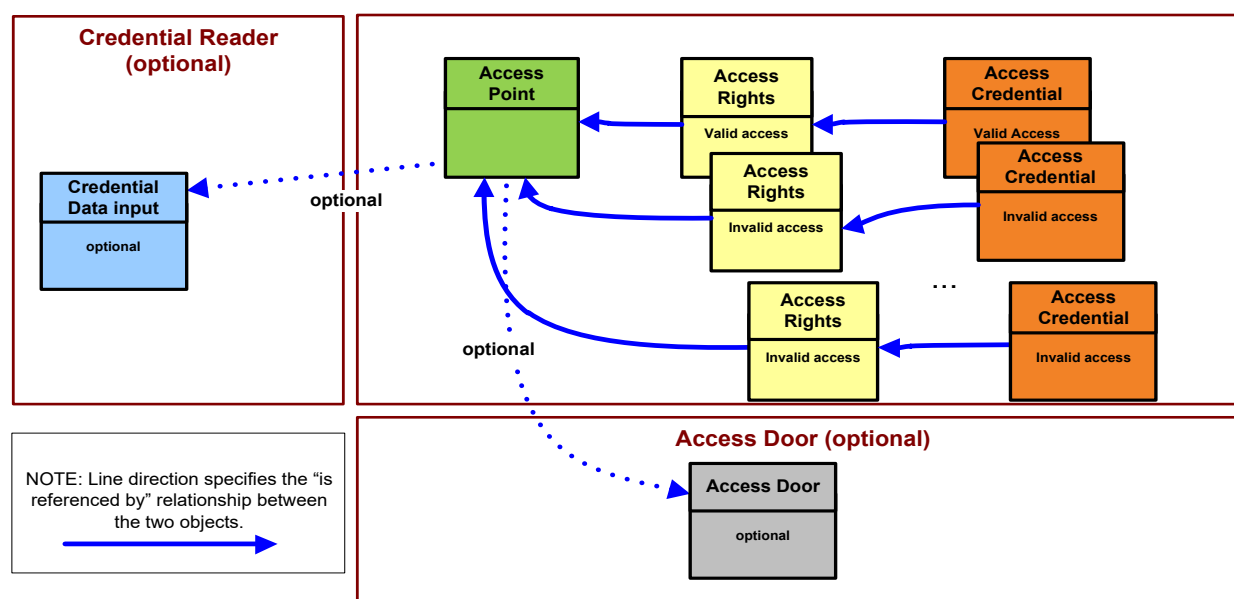 Credential Reader
(optional)
Credential
Data input
optional
optional
Access
Point
Access
Rights
Valid access
Access
Credential
Valid Access
Access
Rights
Invalid access
Access
Credential
Invalid access
...
Access
Rights
Invalid access
Access
Credential
Invalid access
optional
NOTE: Line direction specifies the “is
referenced by” relationship between
the two objects.
Access Door (optional)
Access Door
optional